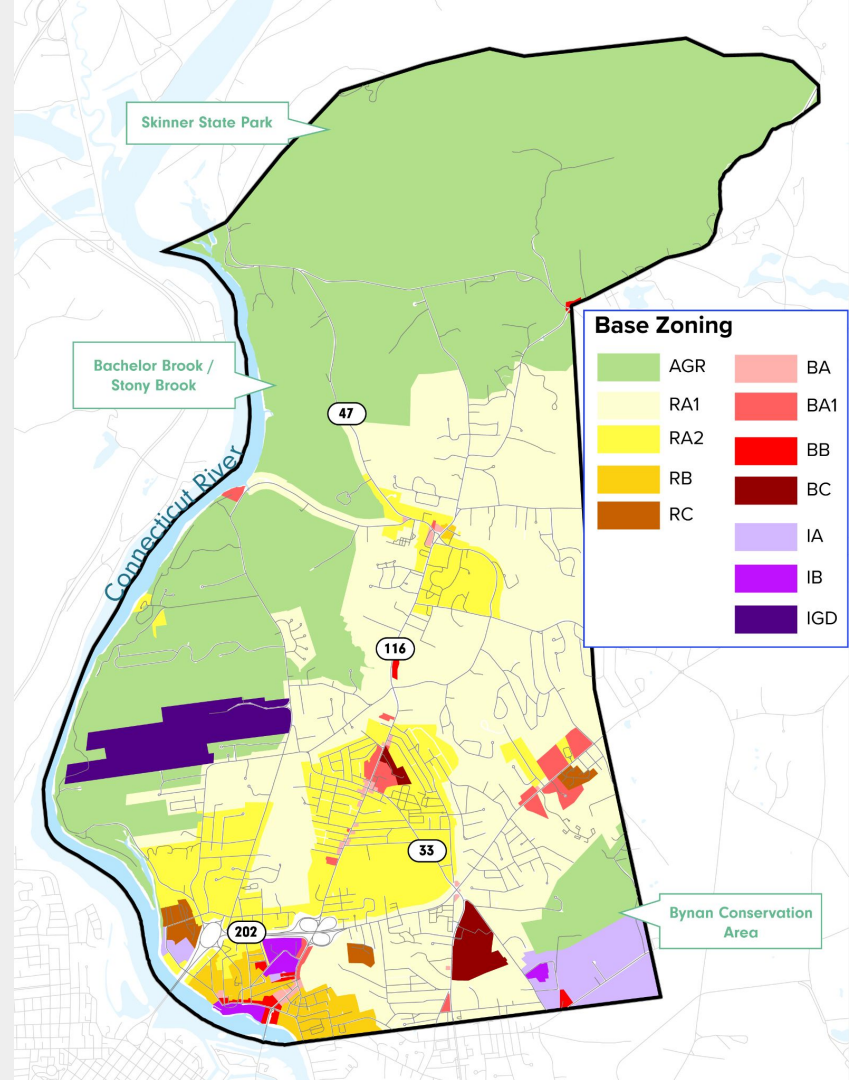 Skinner State Park
Bachelor Brook /
Stony Brook
Connecticut River
47
116
33
202
Base Zoning
AGR
RA1
RA2
RB
RC
BA
BA1
BB
BC
IA
IB
IGD
Bynan Conservation
Area